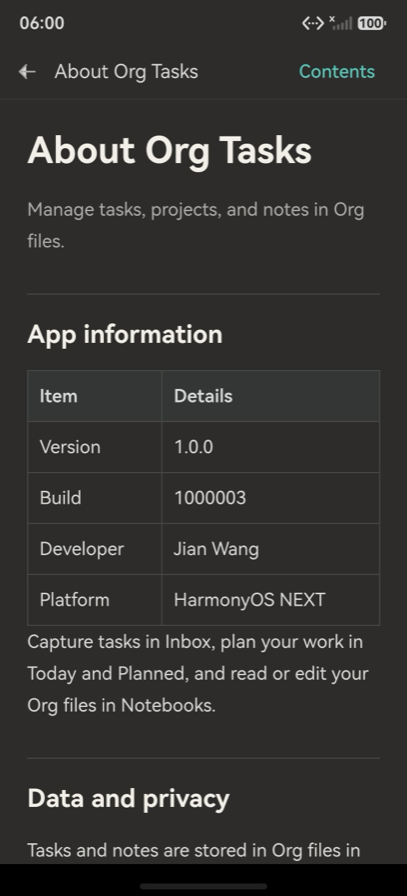 06:00
100
About Org Tasks
Contents
About Org Tasks
Manage tasks, projects, and notes in Org
files.
App information
Item Details
Version 1.0.0
Build 1000003
Developer Jian Wang
Platform HarmonyOS NEXT
Capture tasks in Inbox, plan your work in
Today and Planned, and read or edit your
Org files in Notebooks.
Data and privacy
Tasks and notes are stored in Org files in